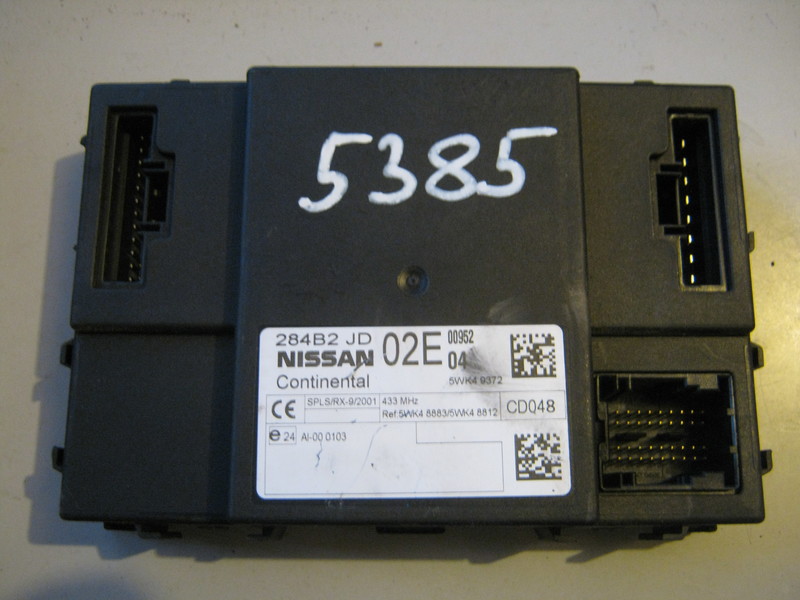 5385
284B2 JD 02E 00952
NISSAN 04
Continental 5WK4 9372
CE SPLS/RX-9/2001 433 MHz CD048
Ref.5WK4 8883/5WK4 8812
e 24 AI-00 0103